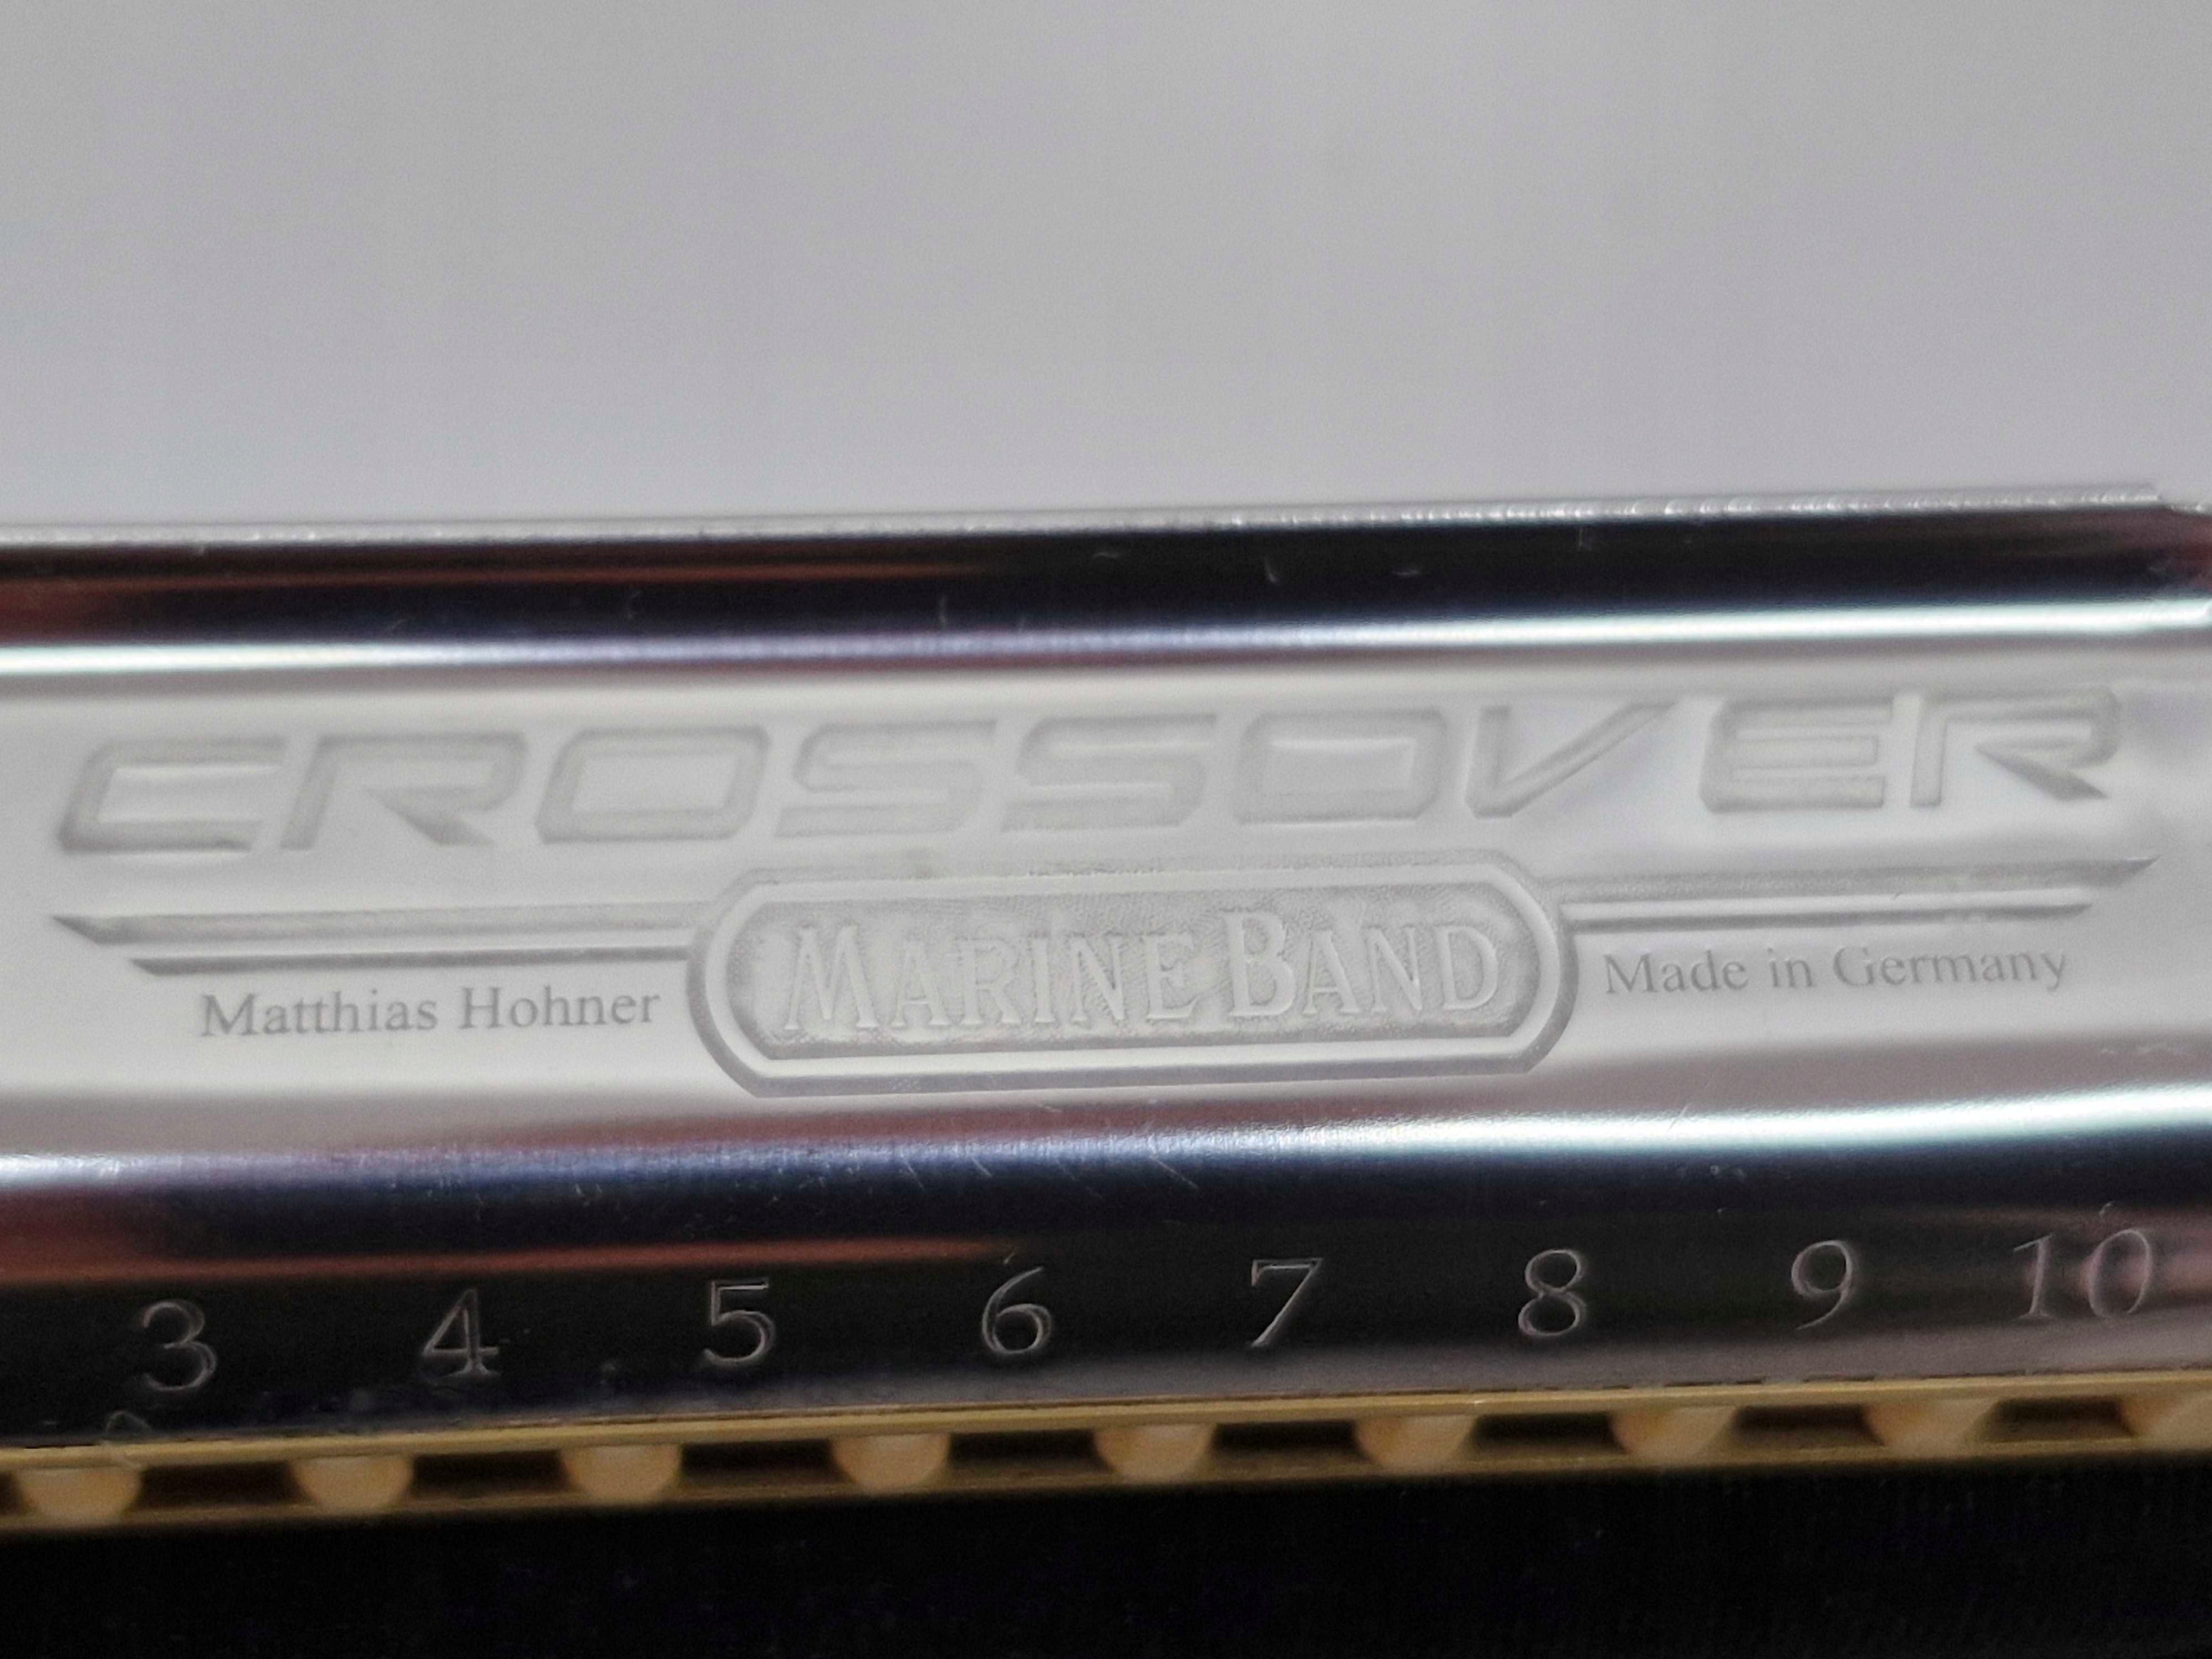 CROSSOVER
MARINE BAND
Matthias Hohner
Made in Germany
3 4 5 6 7 8 9 10